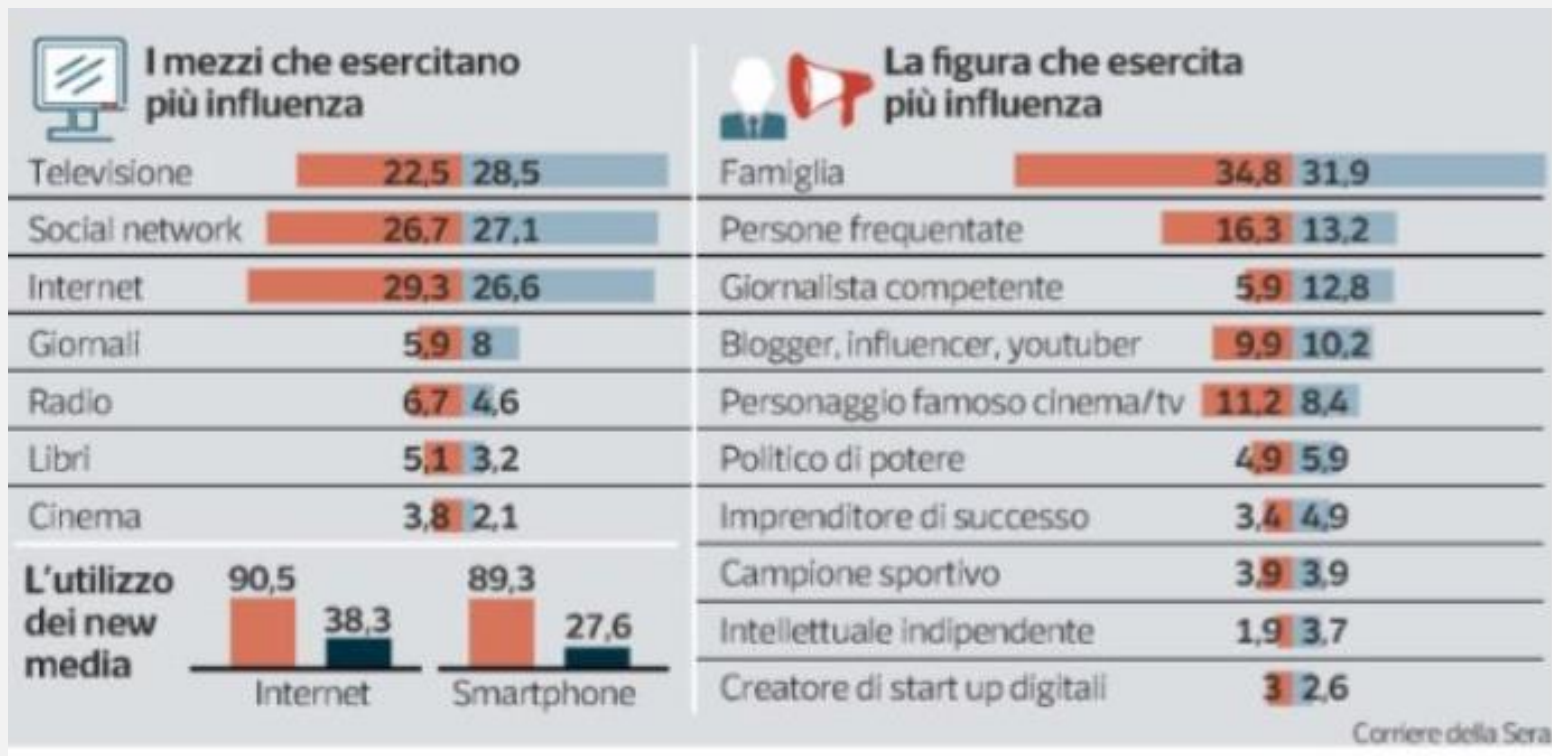 I mezzi che esercitano
più influenza
Televisione 22,5 28,5
Social network 26,7 27,1
Internet 29,3 26,6
Giornali 5,9 8
Radio 6,7 4,6
Libri 5,1 3,2
Cinema 3,8 2,1
L'utilizzo
dei new
media
90,5 38,3 89,3 27,6
Internet Smartphone
La figura che esercita
più influenza
Famiglia 34,8 31,9
Persone frequentate 16,3 13,2
Giornalista competente 5,9 12,8
Blogger, influencer, youtuber 9,9 10,2
Personaggio famoso cinema/tv 11,2 8,4
Politico di potere 4,9 5,9
Imprenditore di successo 3,4 4,9
Campione sportivo 3,9 3,9
Intellettuale indipendente 1,9 3,7
Creatore di start up digitali 3 2,6
Corriere della Sera